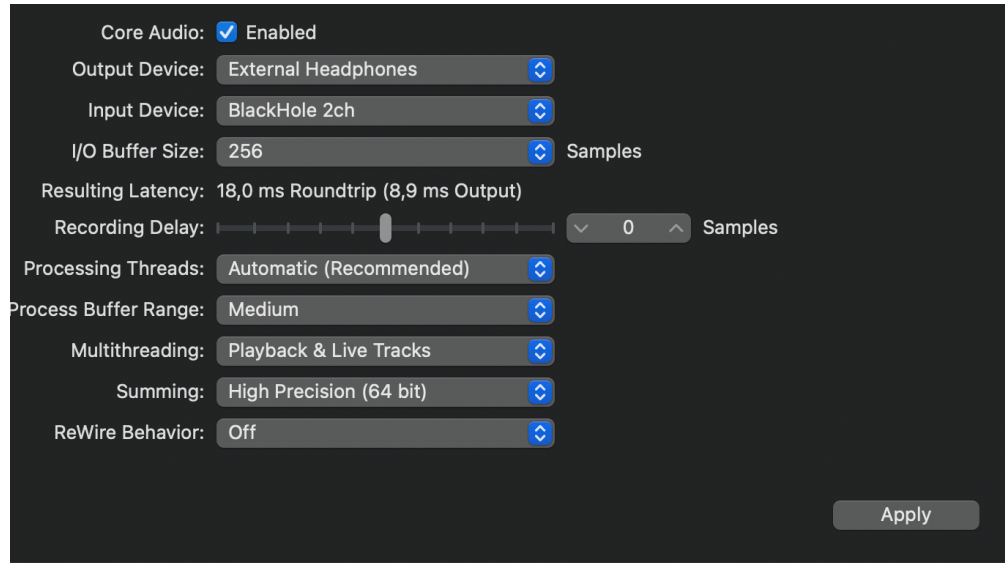 Core Audio: Enabled
Output Device: External Headphones
Input Device: BlackHole 2ch
I/O Buffer Size: 256 Samples
Resulting Latency: 18,0 ms Roundtrip (8,9 ms Output)
Recording Delay: 0 Samples
Processing Threads: Automatic (Recommended)
Process Buffer Range: Medium
Multithreading: Playback & Live Tracks
Summing: High Precision (64 bit)
ReWire Behavior: Off
Apply